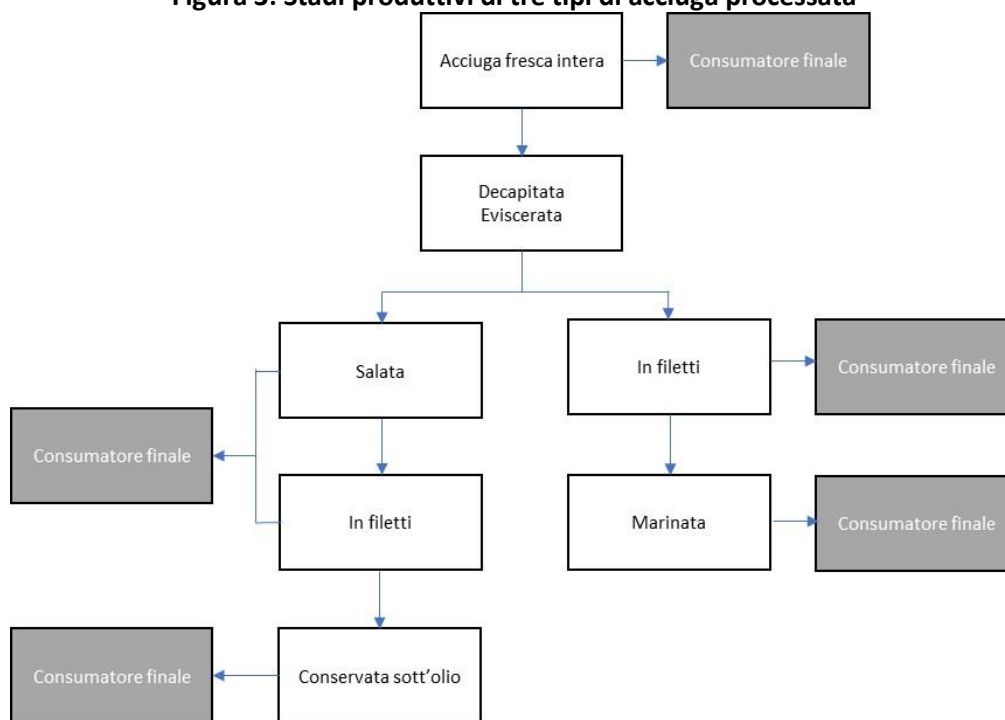 Figura 3: Stadi produttivi di tre tipi di acciuga processata
Acciuga fresca intera
Consumatore finale
Decapitata
Eviscerata
Salata
In filetti
Consumatore finale
Consumatore finale
In filetti
Marinata
Consumatore finale
Consumatore finale
Conservata sott'olio